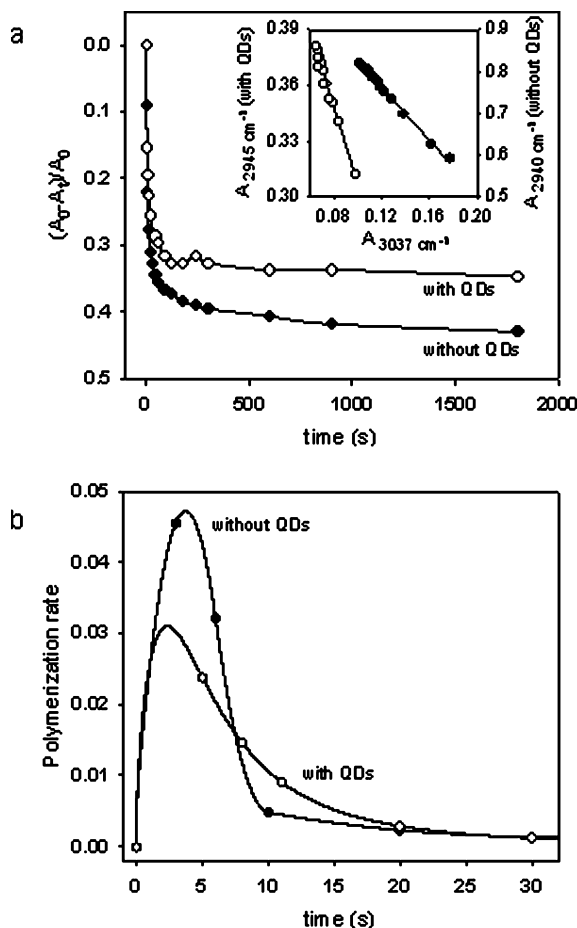 a
(A0-At)/A0
0.0
0.1
0.2
0.3
0.4
0.5
0
500
1000
1500
2000
time (s)
with QDs
without QDs
A2945 cm⁻¹ (with QDs)
0.39
0.36
0.33
0.30
0.08
0.12
0.16
0.20
A3037 cm⁻¹
0.9
0.8
0.7
0.6
0.5
A2940 cm⁻¹ (without QDs)
b
Polymerization rate
0.05
0.04
0.03
0.02
0.01
0.00
0
5
10
15
20
25
30
time (s)
without QDs
with QDs